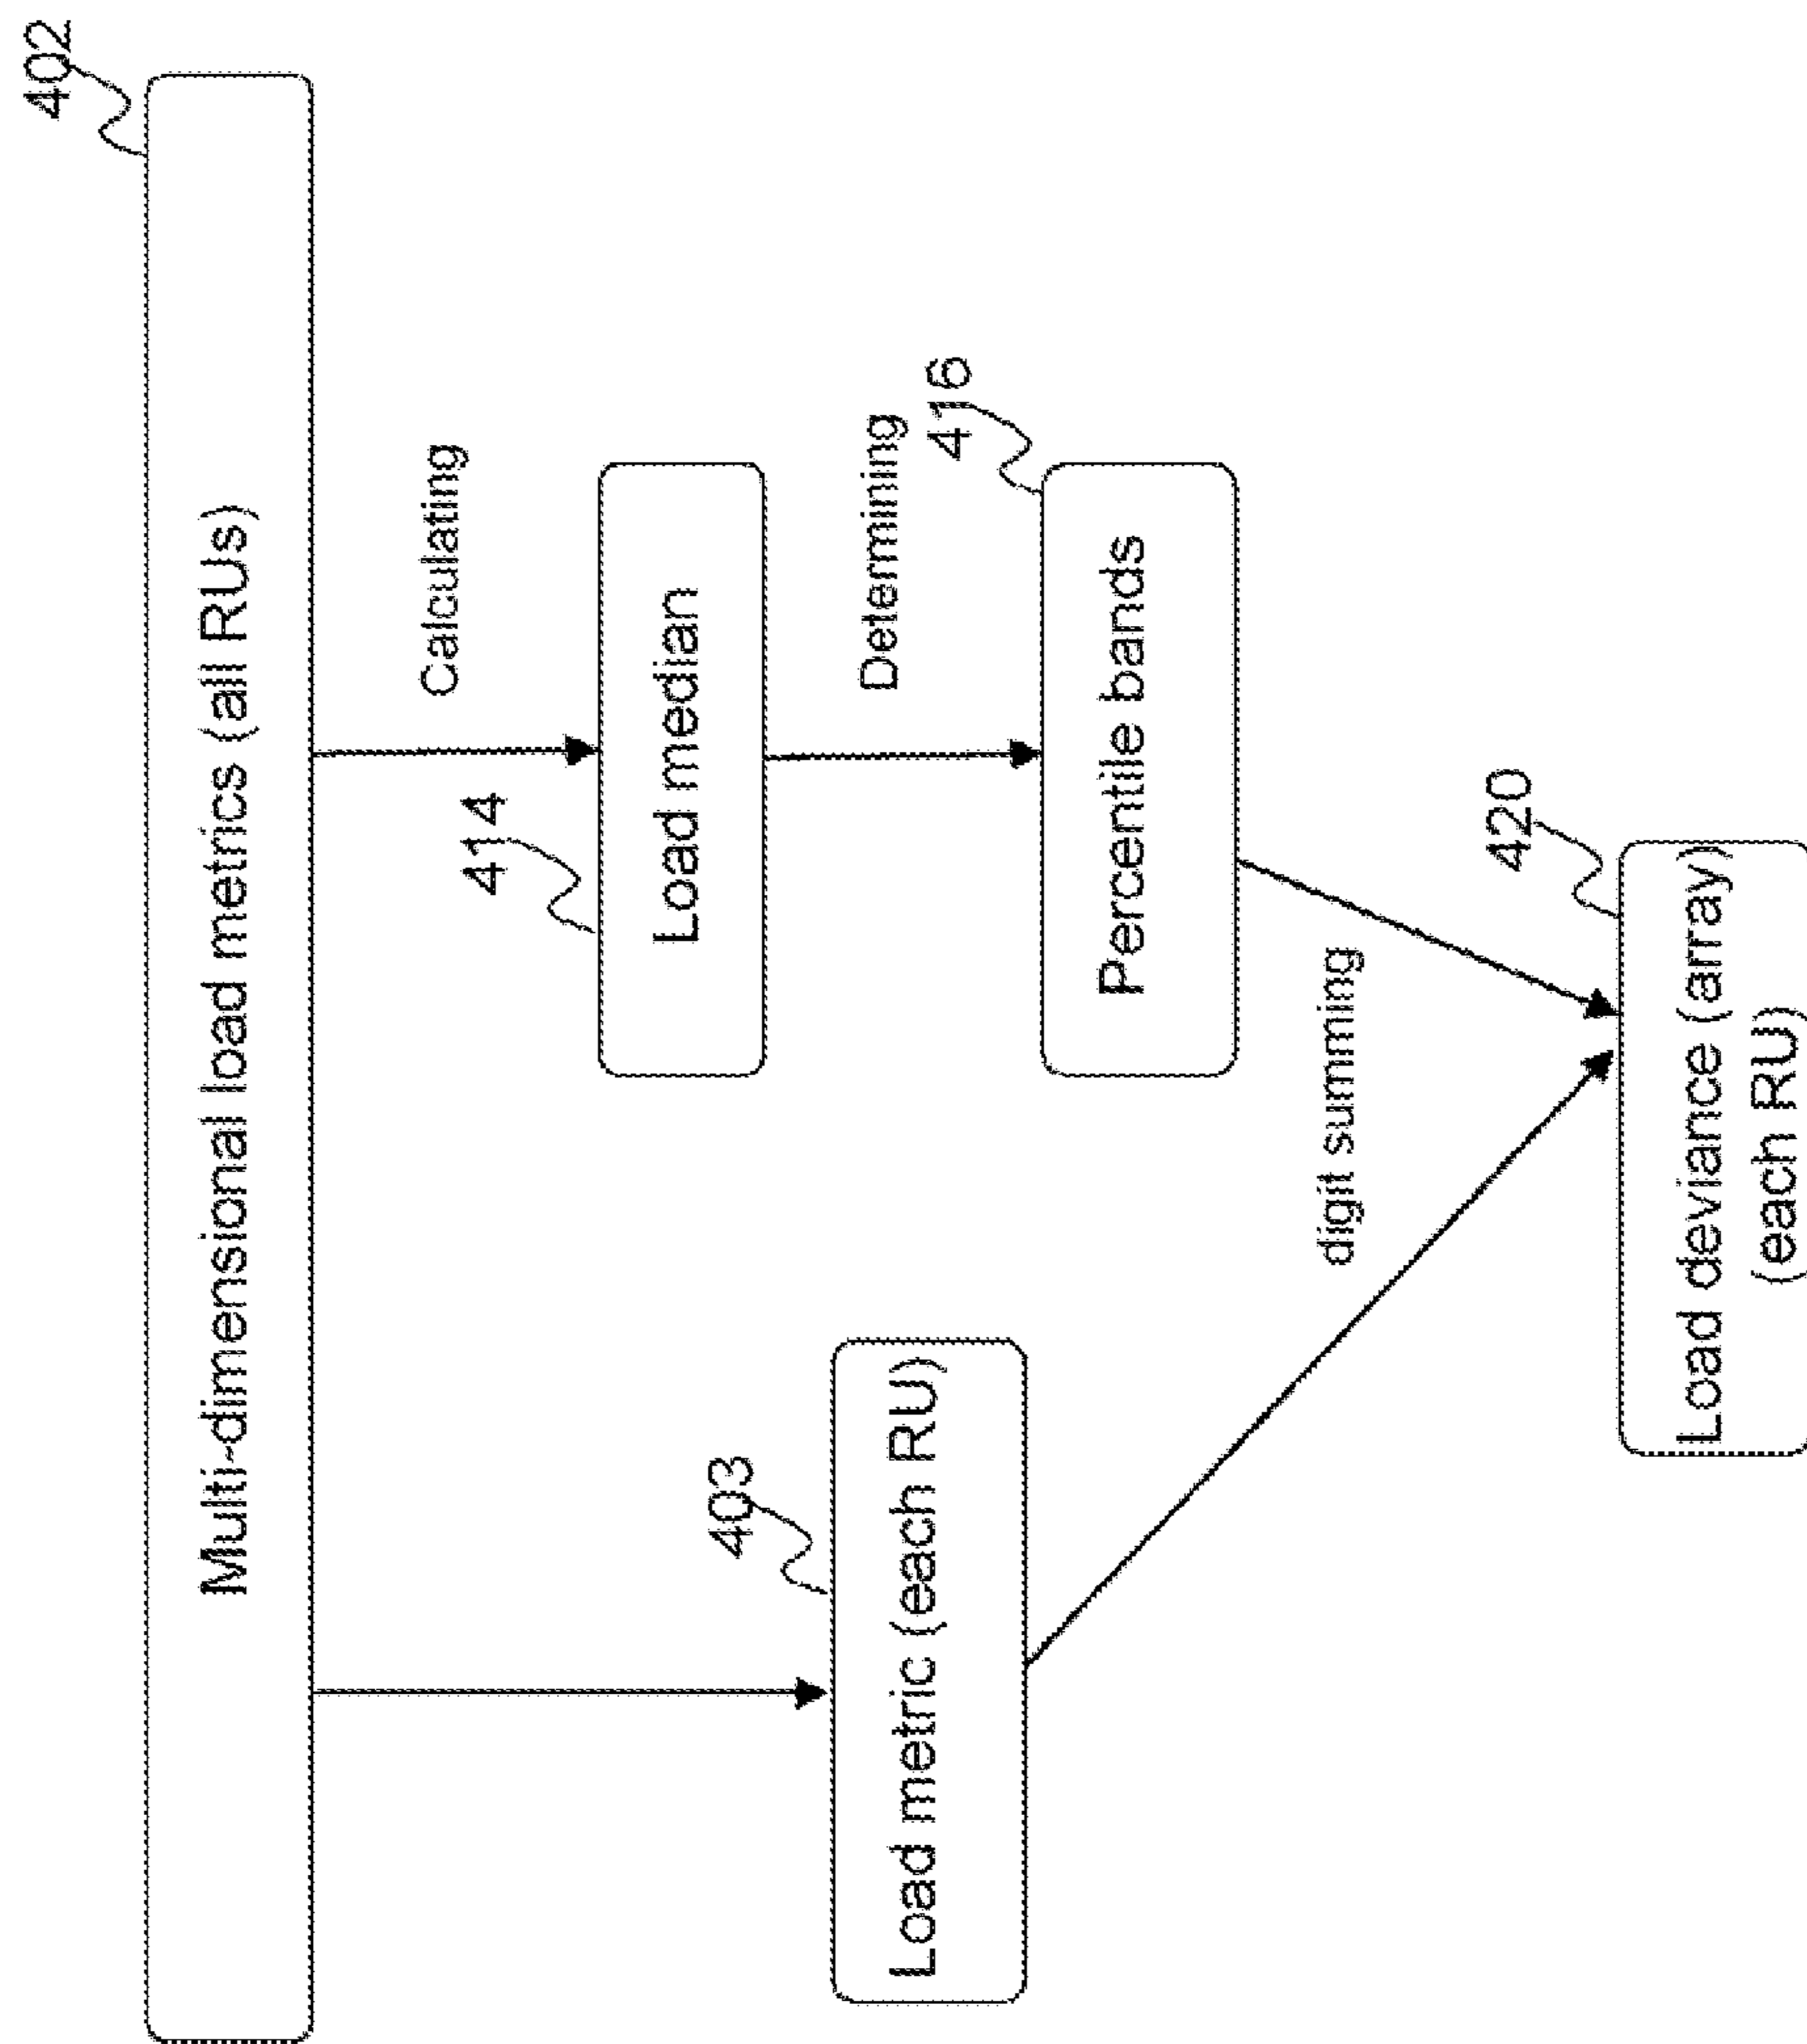 402
Multi-dimensional load metrics (all RUs)
Calculating
414
Load median
Determining
416
Percentile bands
403
Load metric (each RU)
digit summing
420
Load deviance (array)
(each RU)